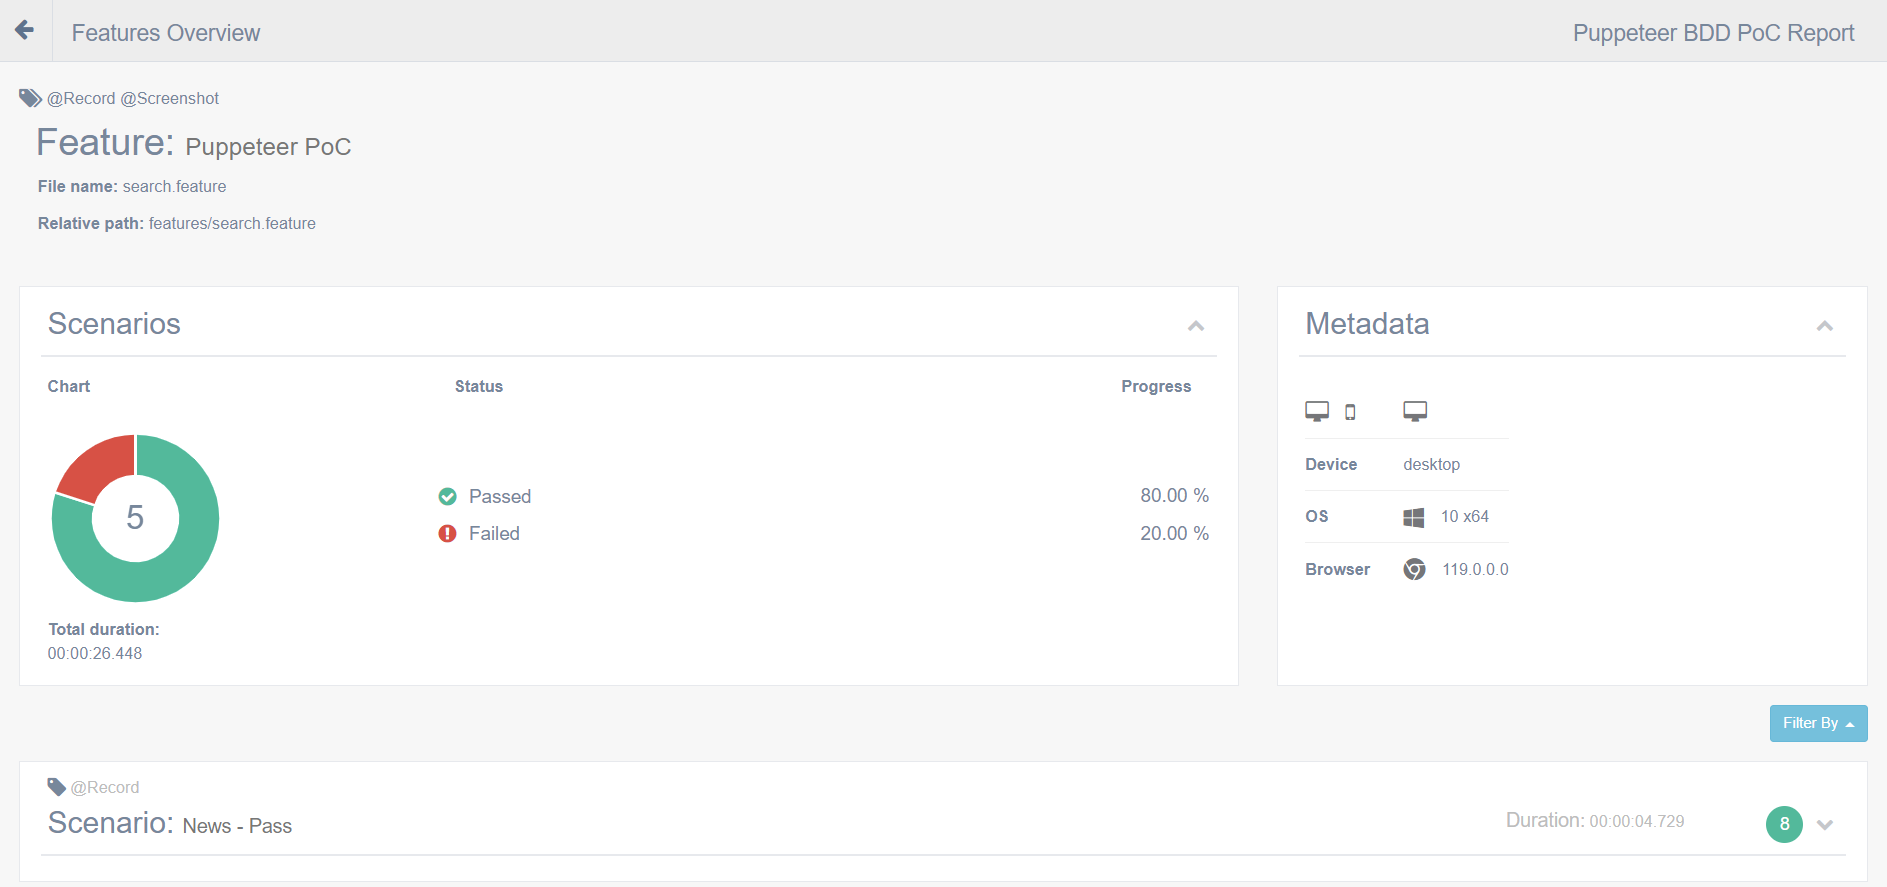 Features Overview
Puppeteer BDD PoC Report
@Record @Screenshot
Feature: Puppeteer PoC
File name: search.feature
Relative path: features/search.feature
Scenarios
Chart Status Progress
5
Passed 80.00 %
Failed 20.00 %
Total duration:
00:00:26.448
Metadata
Device desktop
OS 10 x64
Browser 119.0.0.0
Filter By
@Record
Scenario: News - Pass
Duration: 00:00:04.729
8